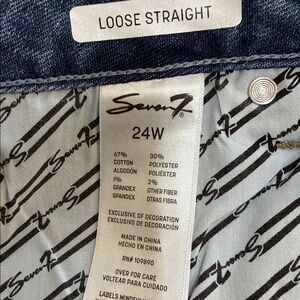 LOOSE STRAIGHT
Seven7
24W
67% 30%
COTTON POLYESTER
ALGODÓN POLIÉSTER
1% 2%
SPANDEX OTHER FIBER
SPANDEX OTRAS FIBRA
EXCLUSIVE OF DECORATION
EXCLUSIVO DE DECORACIÓN
MADE IN CHINA
HECHO EN CHINA
RN# 109890
OVER FOR CARE
VOLTEAR PARA CUIDADO